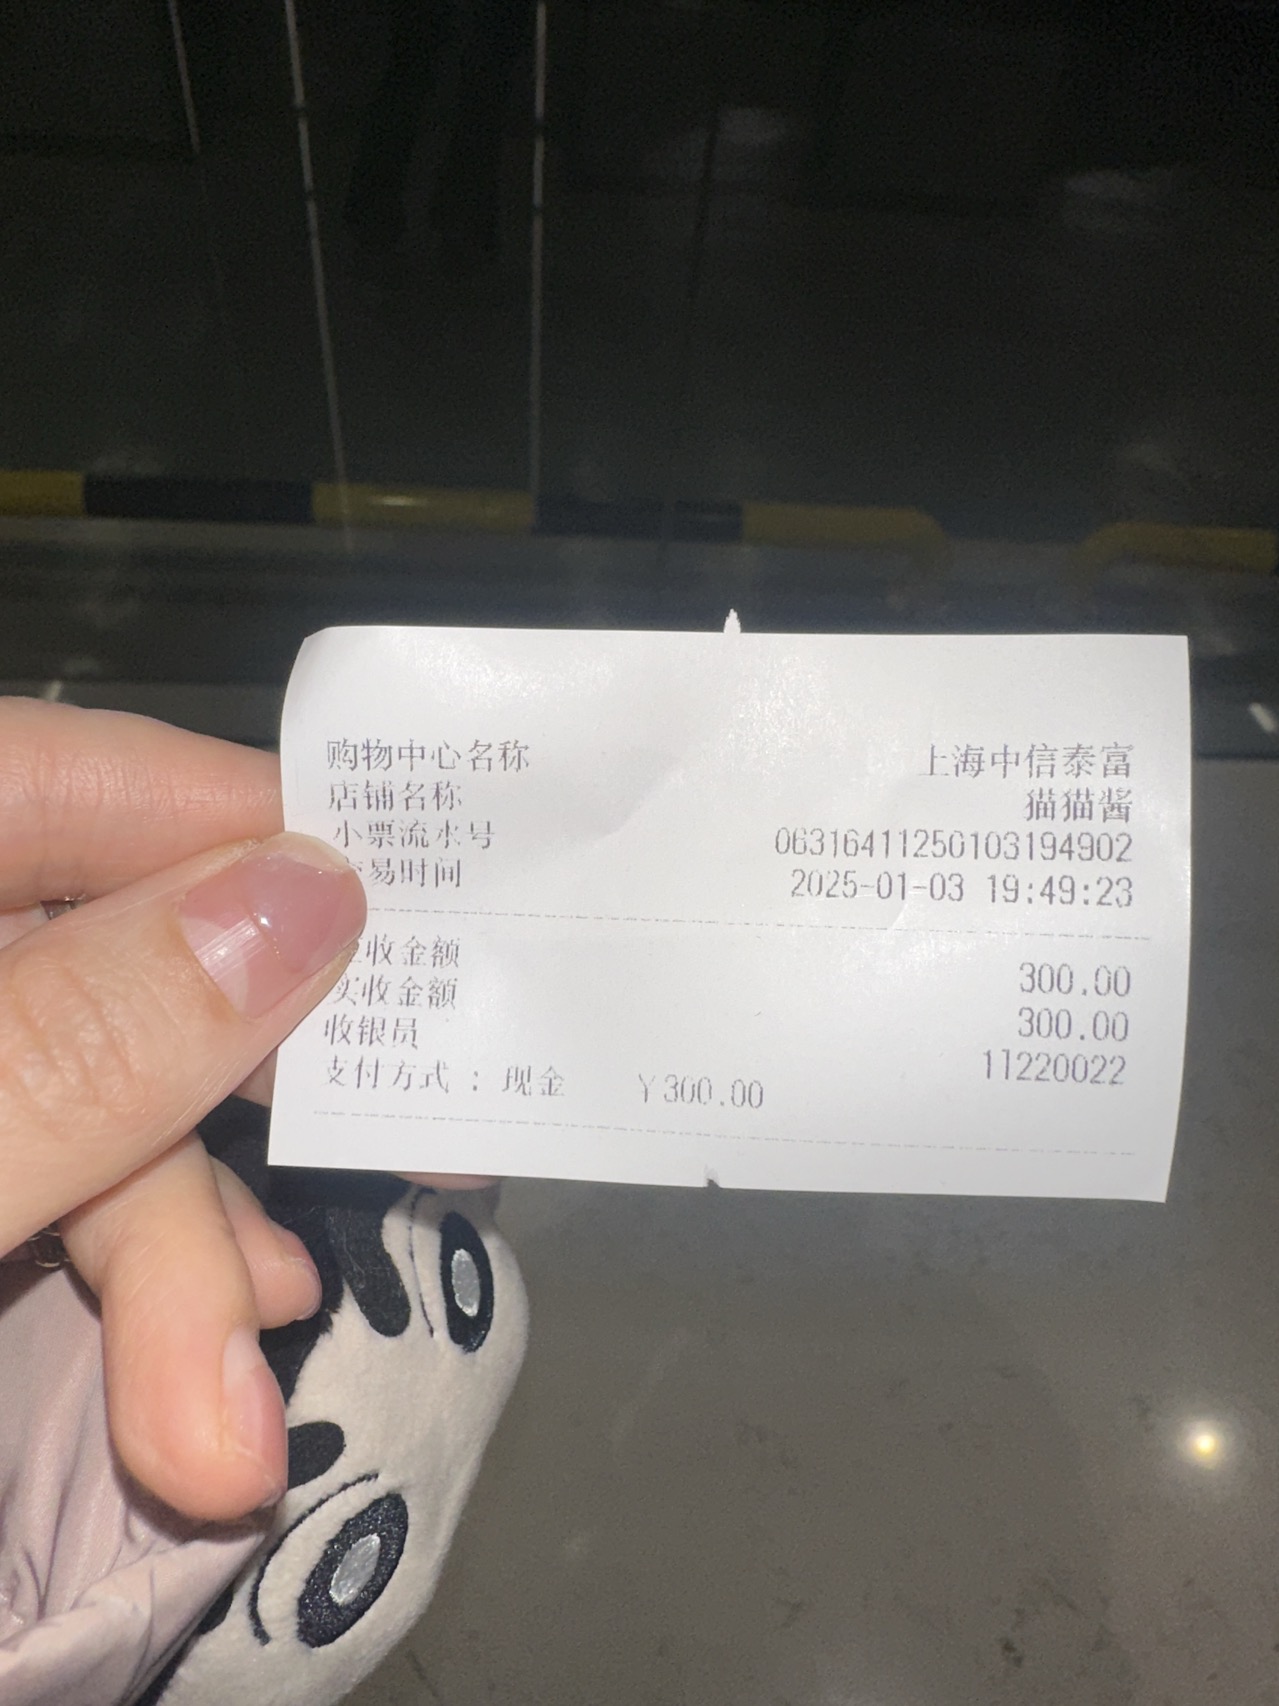 购物中心名称 上海中信泰富
店铺名称 猫猫酱
小票流水号 06316411250103194902
交易时间 2025-01-03 19:49:23
应收金额 300.00
实收金额 300.00
收银员 11220022
支付方式 : 现金 ￥300.00